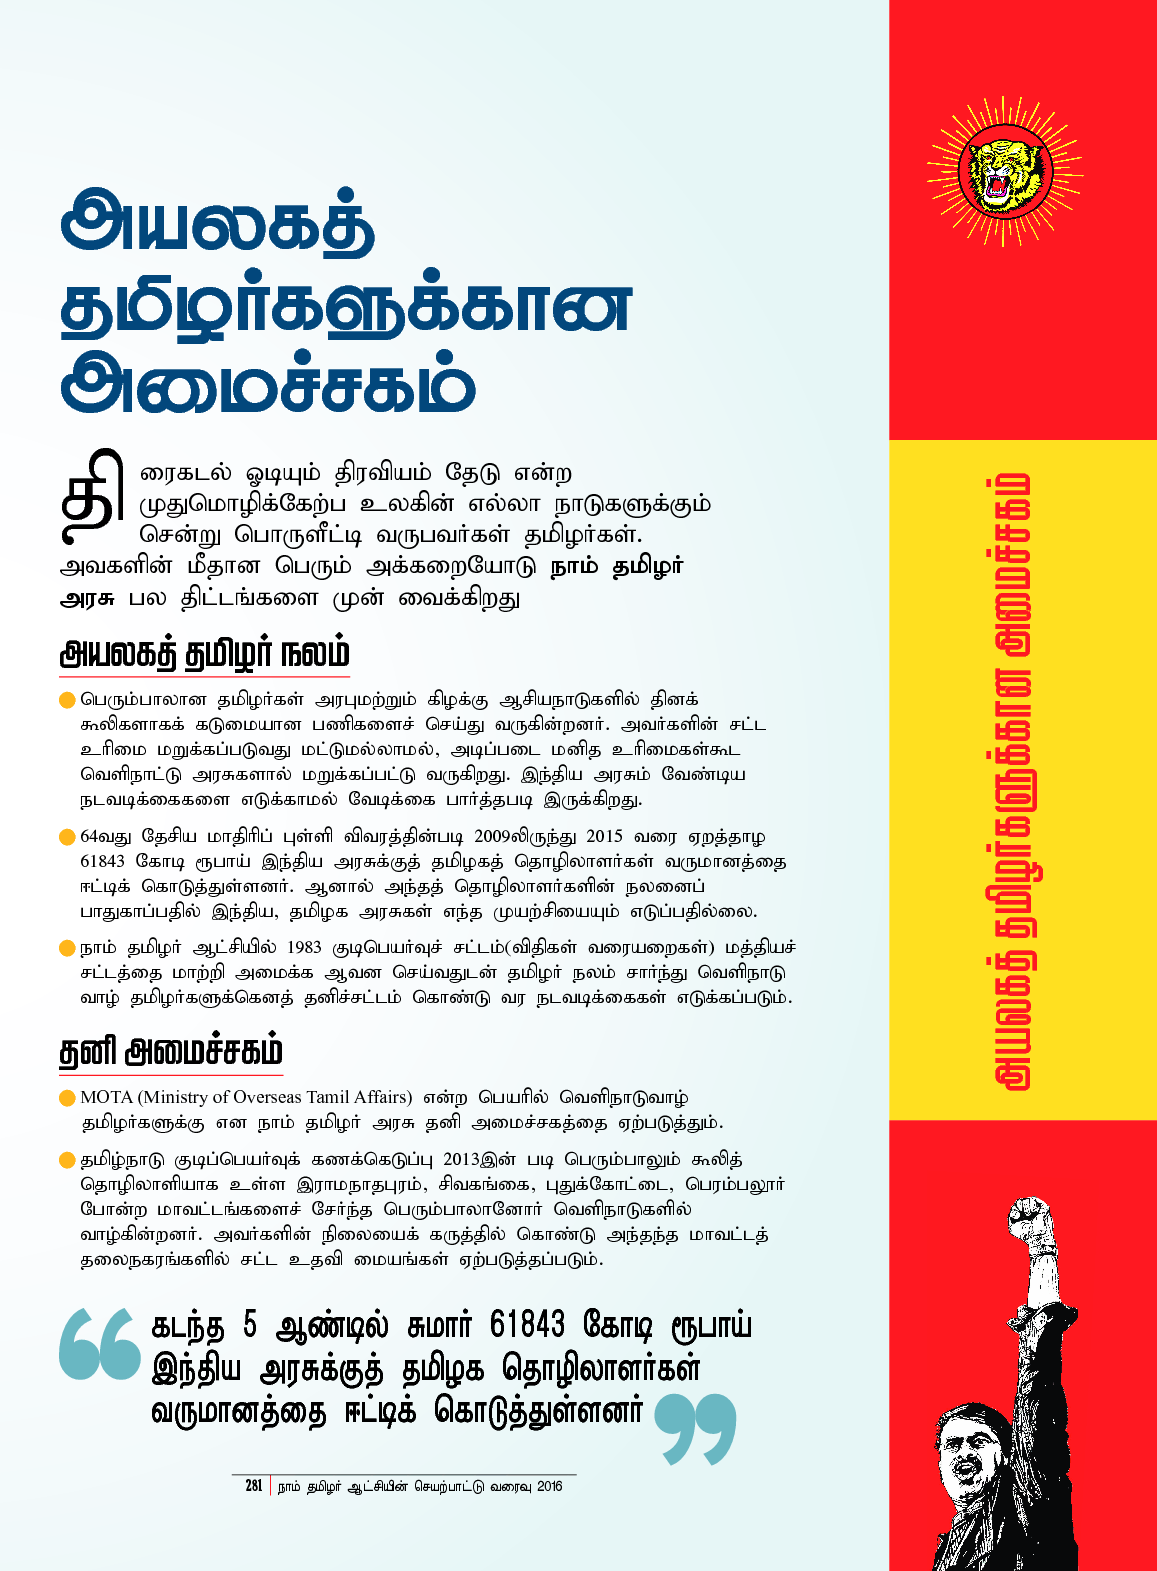 அயலகத்
தமிழர்களுக்கான
அமைச்சகம்
திரைகடல் ஓடியும் திரவியம் தேடு என்ற
முதுமொழிக்கேற்ப உலகின் எல்லா நாடுகளுக்கும்
சென்று பொருளீட்டி வருபவர்கள் தமிழர்கள்.
அவகளின் மீதான பெரும் அக்கறையோடு நாம் தமிழர்
அரசு பல திட்டங்களை முன் வைக்கிறது
அயலகத் தமிழர் நலம்
பெரும்பாலான தமிழர்கள் அரபுமற்றும் கிழக்கு ஆசியநாடுகளில் தினக்
கூலிகளாகக் கடுமையான பணிகளைச் செய்து வருகின்றனர். அவர்களின் சட்ட
உரிமை மறுக்கப்படுவது மட்டுமல்லாமல், அடிப்படை மனித உரிமைகள்கூட
வெளிநாட்டு அரசுகளால் மறுக்கப்பட்டு வருகிறது. இந்திய அரசும் வேண்டிய
நடவடிக்கைகளை எடுக்காமல் வேடிக்கை பார்த்தபடி இருக்கிறது.
64வது தேசிய மாதிரிப் புள்ளி விவரத்தின்படி 2009லிருந்து 2015 வரை ஏறத்தாழ
61843 கோடி ரூபாய் இந்திய அரசுக்குத் தமிழகத் தொழிலாளர்கள் வருமானத்தை
ஈட்டிக் கொடுத்துள்ளனர். ஆனால் அந்தத் தொழிலாளர்களின் நலனைப்
பாதுகாப்பதில் இந்திய, தமிழக அரசுகள் எந்த முயற்சியையும் எடுப்பதில்லை.
நாம் தமிழர் ஆட்சியில் 1983 குடிபெயர்வுச் சட்டம்(விதிகள் வரையறைகள்) மத்தியச்
சட்டத்தை மாற்றி அமைக்க ஆவன செய்வதுடன் தமிழர் நலம் சார்ந்து வெளிநாடு
வாழ் தமிழர்களுக்கெனத் தனிச்சட்டம் கொண்டு வர நடவடிக்கைகள் எடுக்கப்படும்.
தனி அமைச்சகம்
MOTA (Ministry of Overseas Tamil Affairs) என்ற பெயரில் வெளிநாடுவாழ்
தமிழர்களுக்கு என நாம் தமிழர் அரசு தனி அமைச்சகத்தை ஏற்படுத்தும்.
தமிழ்நாடு குடிப்பெயர்வுக் கணக்கெடுப்பு 2013இன் படி பெரும்பாலும் கூலித்
தொழிலாளியாக உள்ள இராமநாதபுரம், சிவகங்கை, புதுக்கோட்டை, பெரம்பலூர்
போன்ற மாவட்டங்களைச் சேர்ந்த பெரும்பாலானோர் வெளிநாடுகளில்
வாழ்கின்றனர். அவர்களின் நிலையைக் கருத்தில் கொண்டு அந்தந்த மாவட்டத்
தலைநகரங்களில் சட்ட உதவி மையங்கள் ஏற்படுத்தப்படும்.
“கடந்த 5 ஆண்டில் சுமார் 61843 கோடி ரூபாய்
இந்திய அரசுக்குத் தமிழக தொழிலாளர்கள்
வருமானத்தை ஈட்டிக் கொடுத்துள்ளனர்”
281 | நாம் தமிழர் ஆட்சியின் செயற்பாட்டு வரைவு 2016
அயலகத் தமிழர்களுக்கான அமைச்சகம்